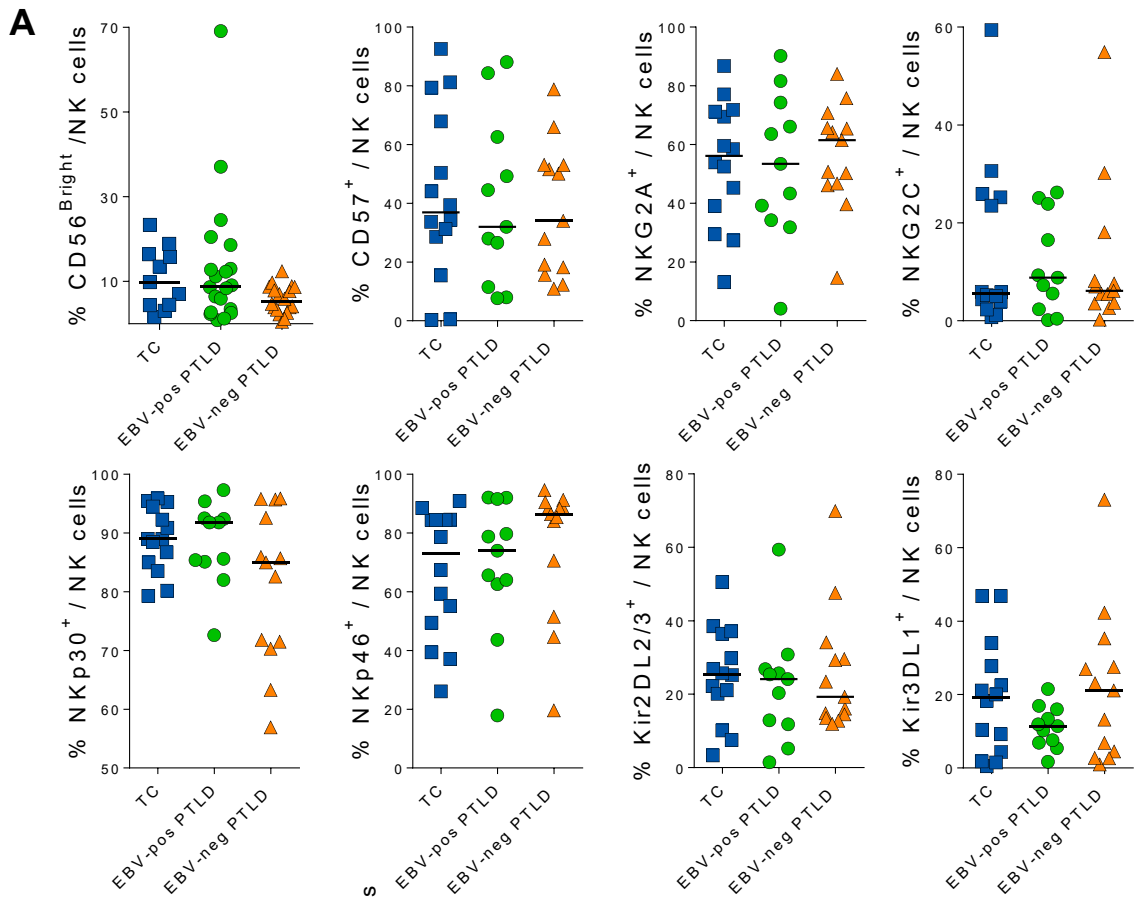 A
% CD56Bright /NK cells
70
50
30
10
TC
EBV-pos PTLD
EBV-neg PTLD
% CD57+ / NK cells
100
80
60
40
20
0
TC
EBV-pos PTLD
EBV-neg PTLD
% NKG2A+ / NK cells
100
80
60
40
20
0
TC
EBV-pos PTLD
EBV-neg PTLD
% NKG2C+ / NK cells
60
40
20
0
TC
EBV-pos PTLD
EBV-neg PTLD
% NKp30+ / NK cells
100
90
80
70
60
50
TC
EBV-pos PTLD
EBV-neg PTLD
% NKp46+ / NK cells
100
80
60
40
20
0
TC
EBV-pos PTLD
EBV-neg PTLD
s
% Kir2DL2/3+ / NK cells
80
60
40
20
0
TC
EBV-pos PTLD
EBV-neg PTLD
% Kir3DL1+ / NK cells
80
60
40
20
0
TC
EBV-pos PTLD
EBV-neg PTLD